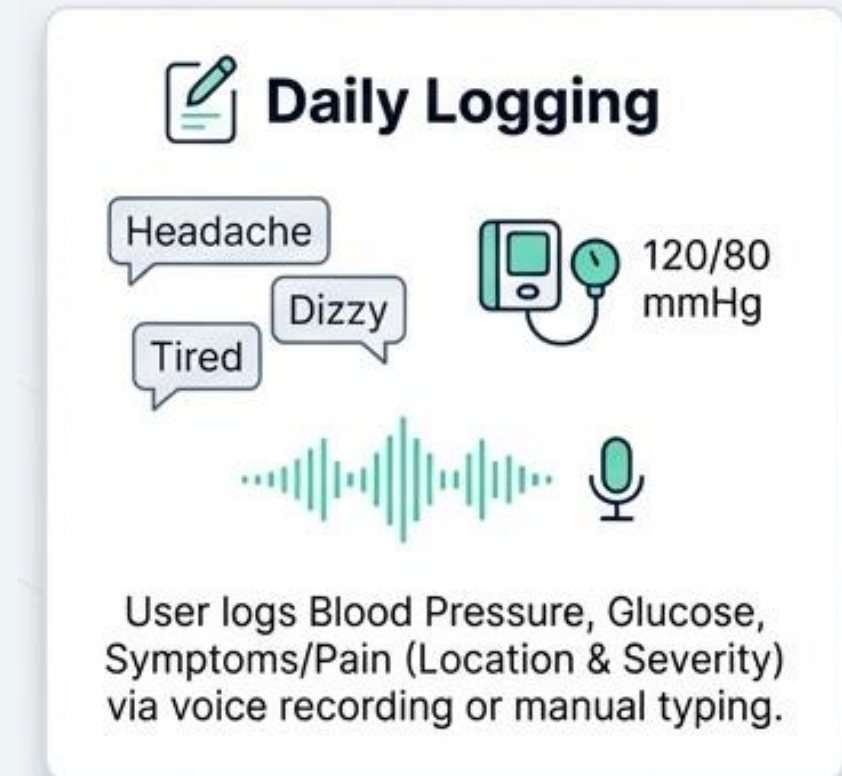 Daily Logging
Headache
Dizzy
Tired
120/80
mmHg
User logs Blood Pressure, Glucose,
Symptoms/Pain (Location & Severity)
via voice recording or manual typing.